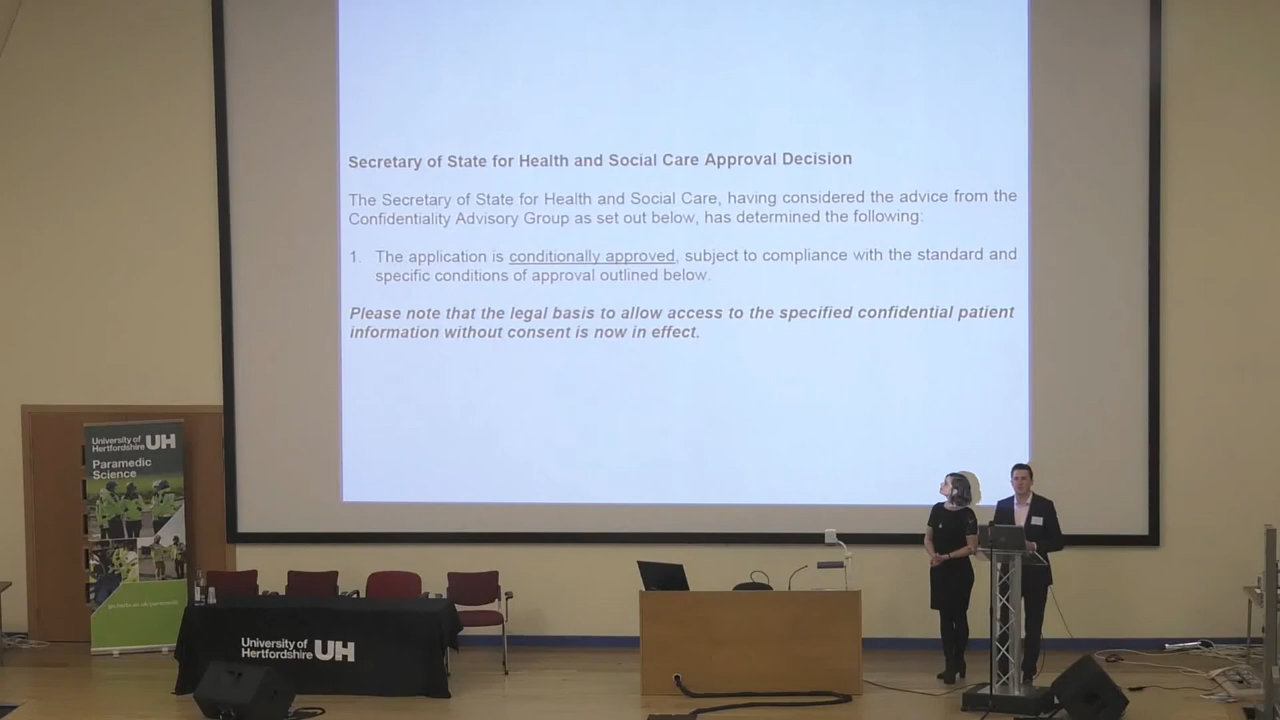 Secretary of State for Health and Social Care Approval Decision
The Secretary of State for Health and Social Care, having considered the advice from the
Confidentiality Advisory Group as set out below, has determined the following:
1. The application is conditionally approved, subject to compliance with the standard and
specific conditions of approval outlined below.
Please note that the legal basis to allow access to the specified confidential patient
information without consent is now in effect.
University of
Hertfordshire UH
Paramedic
Science
University of
Hertfordshire UH